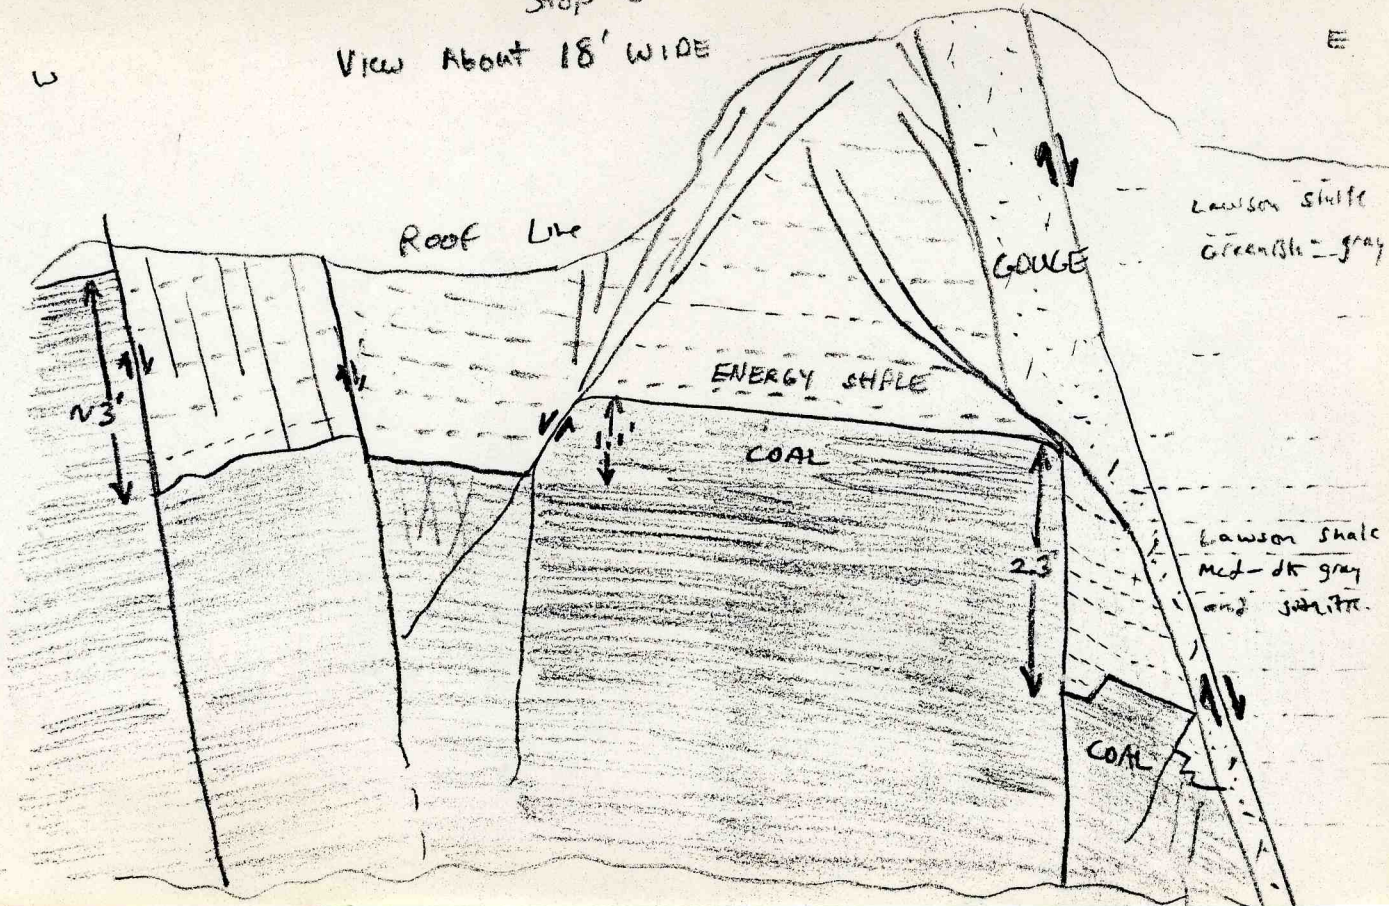 Stop
View About 18' WIDE
W
E
Lawson shale
Greenish - gray
Roof Line
GOUGE
ENERGY SHALE
~3'
1.1'
COAL
2.3'
Lawson shale
Med-dk gray
and
COAL